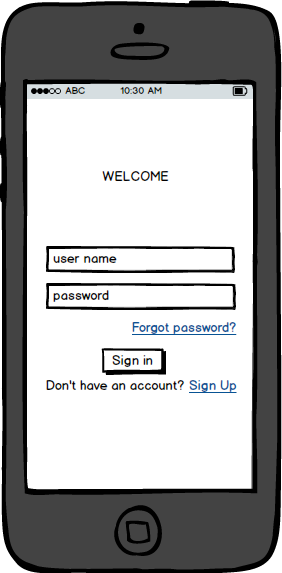 ABC 10:30 AM
WELCOME
user name
password
Forgot password?
Sign in
Don't have an account? Sign Up